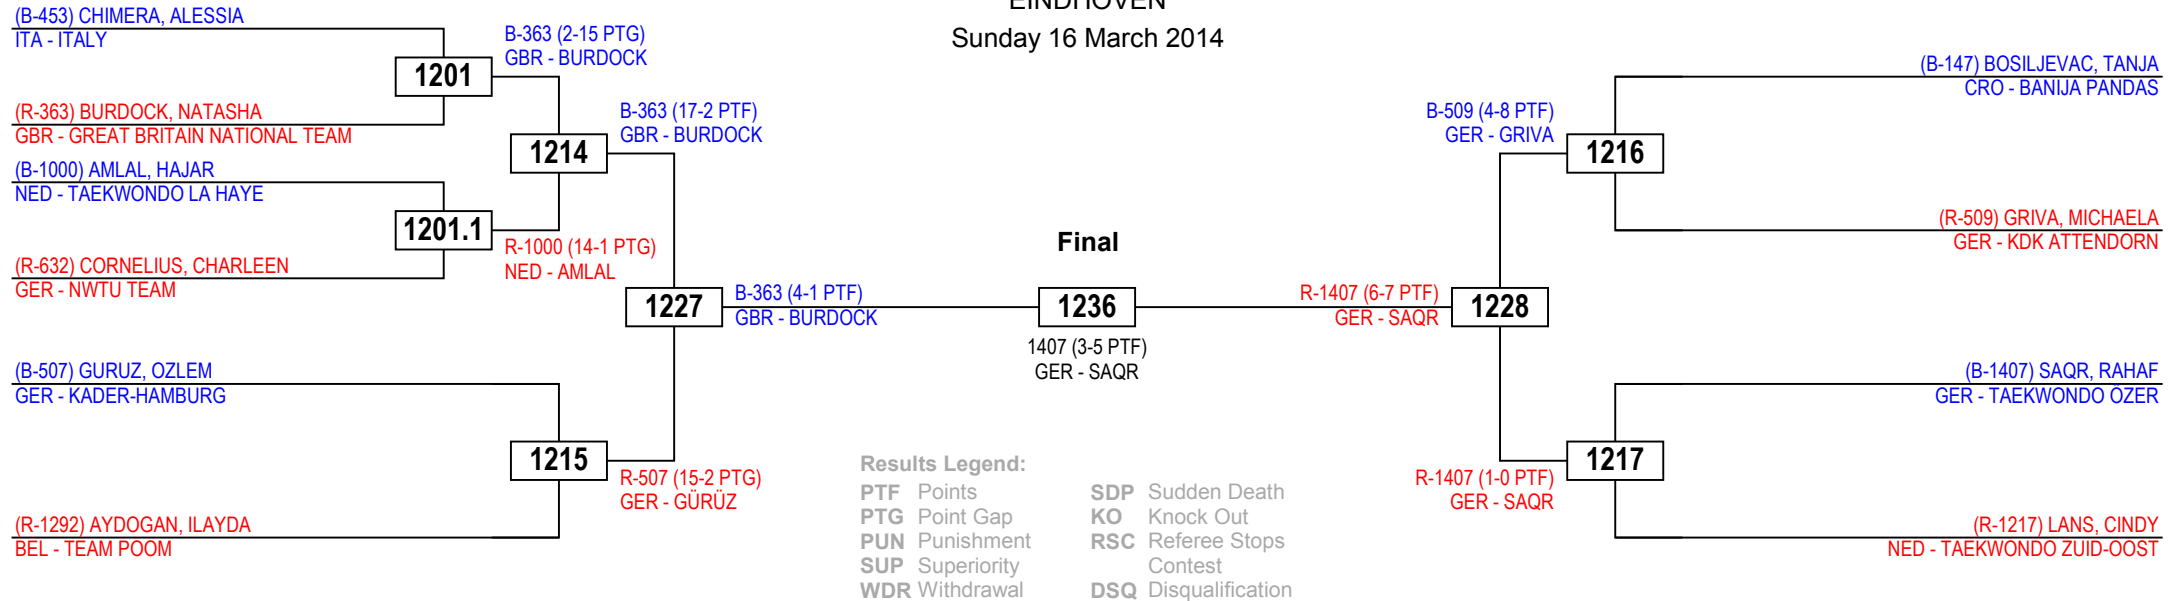 EINDHOVEN
Sunday 16 March 2014
(B-453) CHIMERA, ALESSIA
ITA - ITALY
B-363 (2-15 PTG)
GBR - BURDOCK
1201
(R-363) BURDOCK, NATASHA
GBR - GREAT BRITAIN NATIONAL TEAM
B-363 (17-2 PTF)
GBR - BURDOCK
1214
(B-1000) AMLAL, HAJAR
NED - TAEKWONDO LA HAYE
1201.1
R-1000 (14-1 PTG)
NED - AMLAL
(R-632) CORNELIUS, CHARLEEN
GER - NWTU TEAM
1227
B-363 (4-1 PTF)
GBR - BURDOCK
(B-507) GURUZ, OZLEM
GER - KADER-HAMBURG
1215
R-507 (15-2 PTG)
GER - GÜRÜZ
(R-1292) AYDOGAN, ILAYDA
BEL - TEAM POOM
Final
1236
1407 (3-5 PTF)
GER - SAQR
(B-147) BOSILJEVAC, TANJA
CRO - BANIJA PANDAS
B-509 (4-8 PTF)
GER - GRIVA
1216
(R-509) GRIVA, MICHAELA
GER - KDK ATTENDORN
R-1407 (6-7 PTF)
GER - SAQR
1228
(B-1407) SAQR, RAHAF
GER - TAEKWONDO ÖZER
1217
R-1407 (1-0 PTF)
GER - SAQR
(R-1217) LANS, CINDY
NED - TAEKWONDO ZUID-OOST
Results Legend:
PTF Points SDP Sudden Death
PTG Point Gap KO Knock Out
PUN Punishment RSC Referee Stops
SUP Superiority Contest
WDR Withdrawal DSQ Disqualification